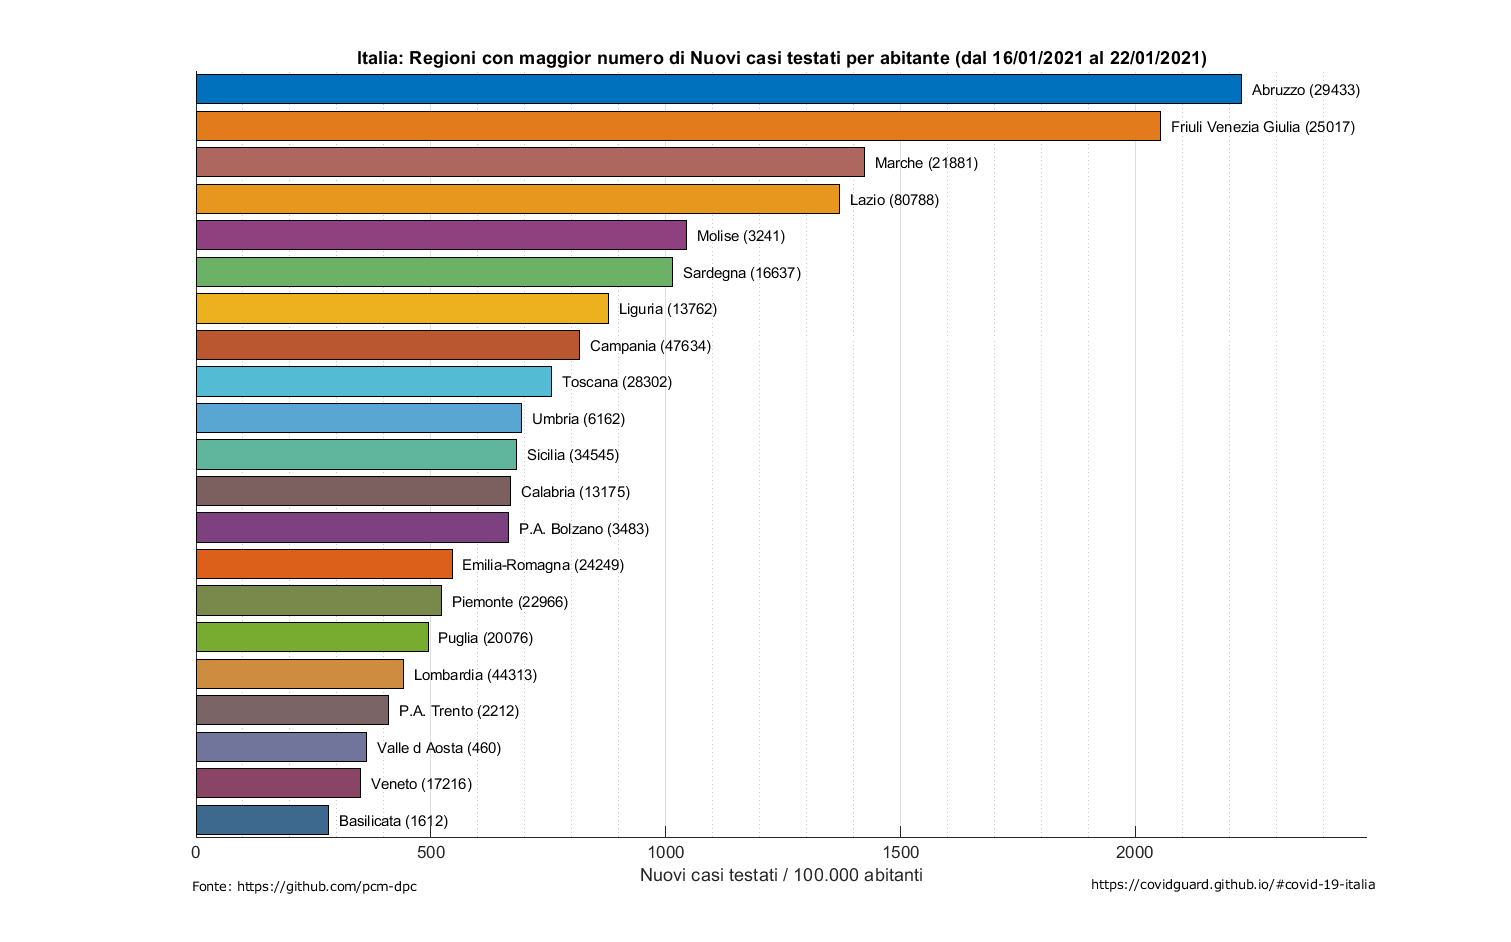 Italia: Regioni con maggior numero di Nuovi casi testati per abitante (dal 16/01/2021 al 22/01/2021)
Abruzzo (29433)
Friuli Venezia Giulia (25017)
Marche (21881)
Lazio (80788)
Molise (3241)
Sardegna (16637)
Liguria (13762)
Campania (47634)
Toscana (28302)
Umbria (6162)
Sicilia (34545)
Calabria (13175)
P.A. Bolzano (3483)
Emilia-Romagna (24249)
Piemonte (22966)
Puglia (20076)
Lombardia (44313)
P.A. Trento (2212)
Valle d Aosta (460)
Veneto (17216)
Basilicata (1612)
0 500 1000 1500 2000
Nuovi casi testati / 100.000 abitanti
Fonte: https://github.com/pcm-dpc
https://covidguard.github.io/#covid-19-italia